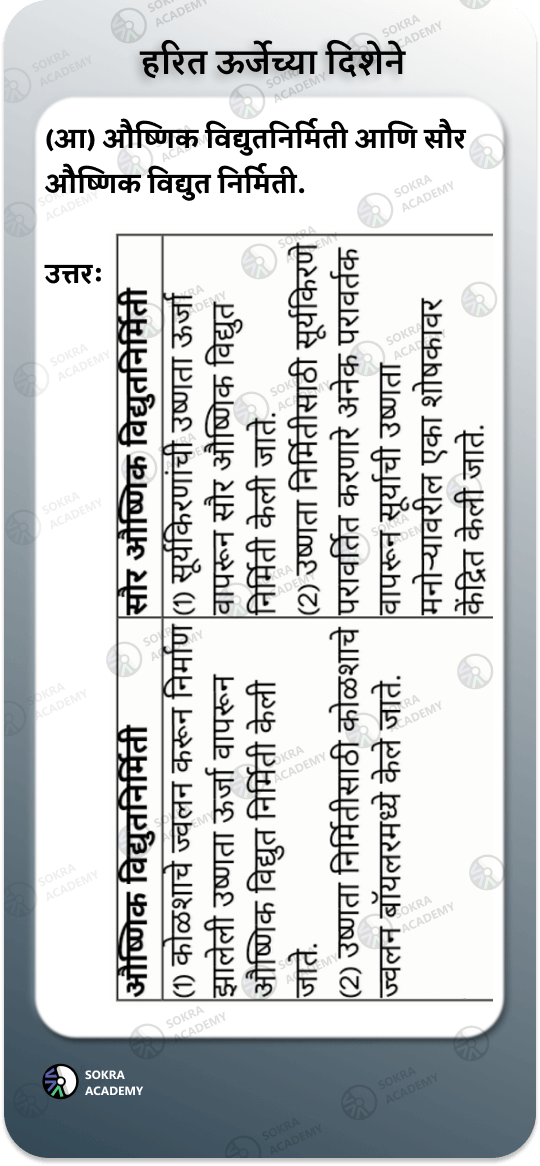 हरित ऊर्जेच्या दिशेने
(आ) औष्णिक विद्युतनिर्मिती आणि सौर
औष्णिक विद्युत निर्मिती.
उत्तरः
औष्णिक विद्युतनिर्मिती
(1) कोळशाचे ज्वलन करून निर्माण
झालेली उष्णता ऊर्जा वापरून
औष्णिक विद्युत निर्मिती केली
जाते.
(2) उष्णता निर्मितीसाठी कोळशाचे
ज्वलन बॉयलरमध्ये केले जाते.
सौर औष्णिक विद्युतनिर्मिती
(1) सूर्यकिरणांची उष्णता ऊर्जा
वापरून सौर औष्णिक विद्युत
निर्मिती केली जाते.
(2) उष्णता निर्मितीसाठी सूर्यकिरणे
परावर्तित करणारे अनेक परावर्तक
वापरून सूर्याची उष्णता
मनोऱ्यावरील एका शोषकावर
केंद्रित केली जाते.
SOKRA
ACADEMY